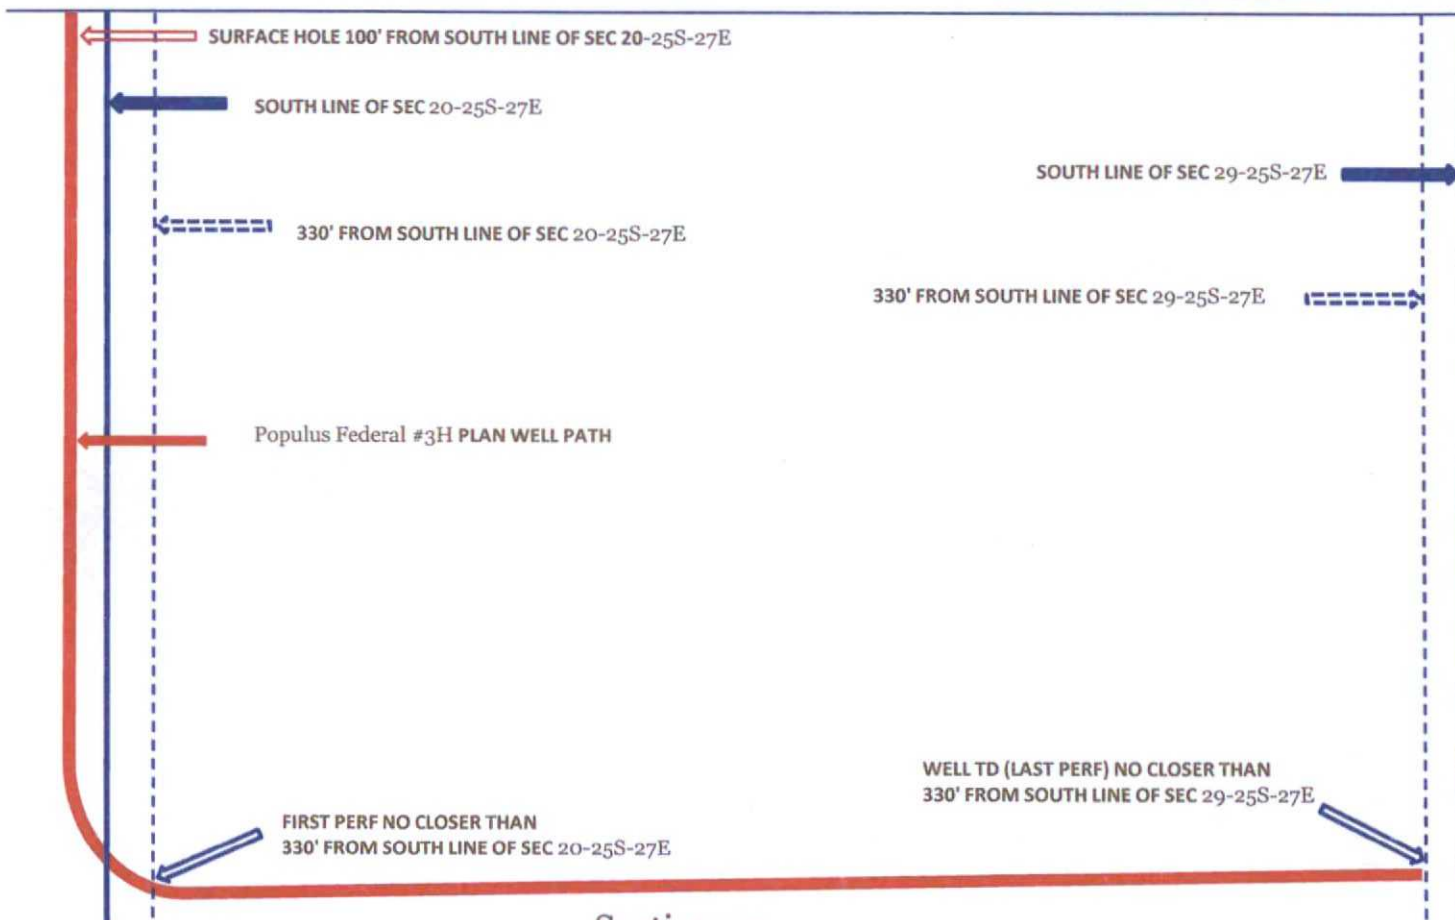 SURFACE HOLE 100' FROM SOUTH LINE OF SEC 20-25S-27E
SOUTH LINE OF SEC 20-25S-27E
SOUTH LINE OF SEC 29-25S-27E
330' FROM SOUTH LINE OF SEC 20-25S-27E
330' FROM SOUTH LINE OF SEC 29-25S-27E
Populus Federal #3H PLAN WELL PATH
WELL TD (LAST PERF) NO CLOSER THAN
330' FROM SOUTH LINE OF SEC 29-25S-27E
FIRST PERF NO CLOSER THAN
330' FROM SOUTH LINE OF SEC 20-25S-27E